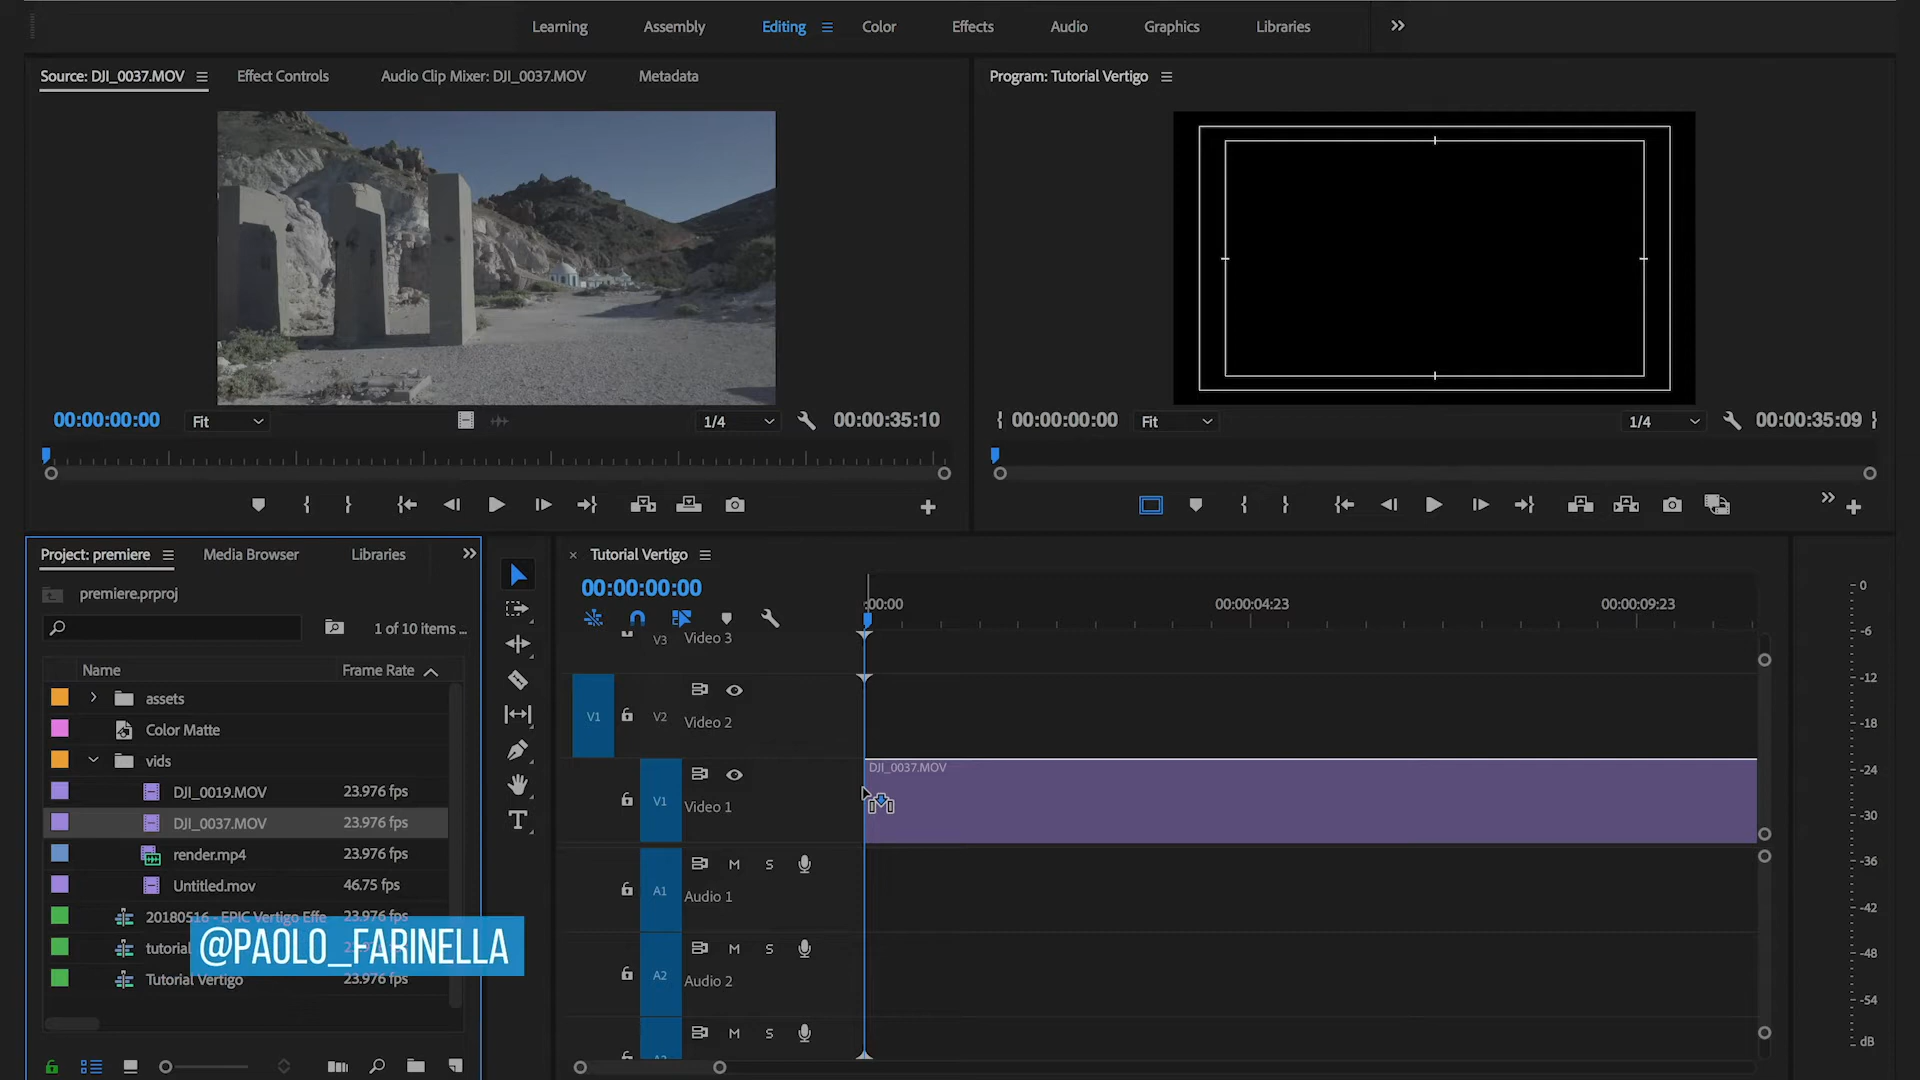 Learning Assembly Editing Color Effects Audio Graphics Libraries
Source: DJI_0037.MOV Effect Controls Audio Clip Mixer: DJI_0037.MOV Metadata
Program: Tutorial Vertigo
00:00:00:00 Fit 1/4 00:00:35:10
00:00:00:00 Fit 1/4 00:00:35:09
Project: premiere Media Browser Libraries
premiere.prproj
1 of 10 items ...
Name Frame Rate
assets
Color Matte
vids
DJI_0019.MOV 23.976 fps
DJI_0037.MOV 23.976 fps
render.mp4 23.976 fps
Untitled.mov 46.75 fps
20180516 - EPIC Vertigo Effe 23.976 fps
tutorial
@PAOLO_FARINELLA
Tutorial Vertigo 23.976 fps
Tutorial Vertigo
00:00:00:00
:00:00 00:00:04:23 00:00:09:23
V3 Video 3
V1 V2 Video 2
V1 Video 1
DJI_0037.MOV
A1 M S Audio 1
A2 M S Audio 2
M S
T
0
-6
-12
-18
-24
-30
-36
-42
-48
-54
dB